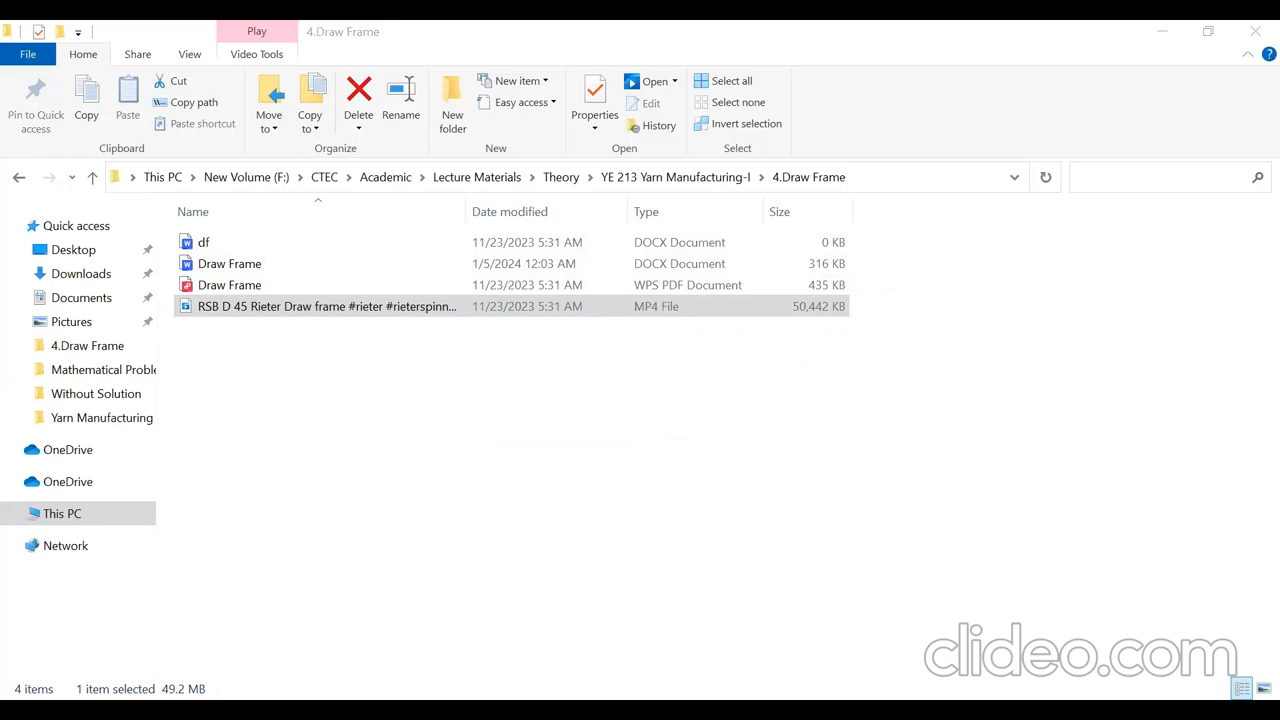 Play
4.Draw Frame
File
Home
Share
View
Video Tools
Pin to Quick access
Copy
Paste
Cut
Copy path
Paste shortcut
Clipboard
Move to
Copy to
Delete
Rename
Organize
New folder
New item
Easy access
New
Properties
Open
Edit
History
Open
Select all
Select none
Invert selection
Select
This PC > New Volume (F:) > CTEC > Academic > Lecture Materials > Theory > YE 213 Yarn Manufacturing-I > 4.Draw Frame
Name Date modified Type Size
df 11/23/2023 5:31 AM DOCX Document 0 KB
Draw Frame 1/5/2024 12:03 AM DOCX Document 316 KB
Draw Frame 11/23/2023 5:31 AM WPS PDF Document 435 KB
RSB D 45 Rieter Draw frame #rieter #rieterspinn... 11/23/2023 5:31 AM MP4 File 50,442 KB
Quick access
Desktop
Downloads
Documents
Pictures
4.Draw Frame
Mathematical Proble
Without Solution
Yarn Manufacturing
OneDrive
OneDrive
This PC
Network
clideo.com
4 items 1 item selected 49.2 MB